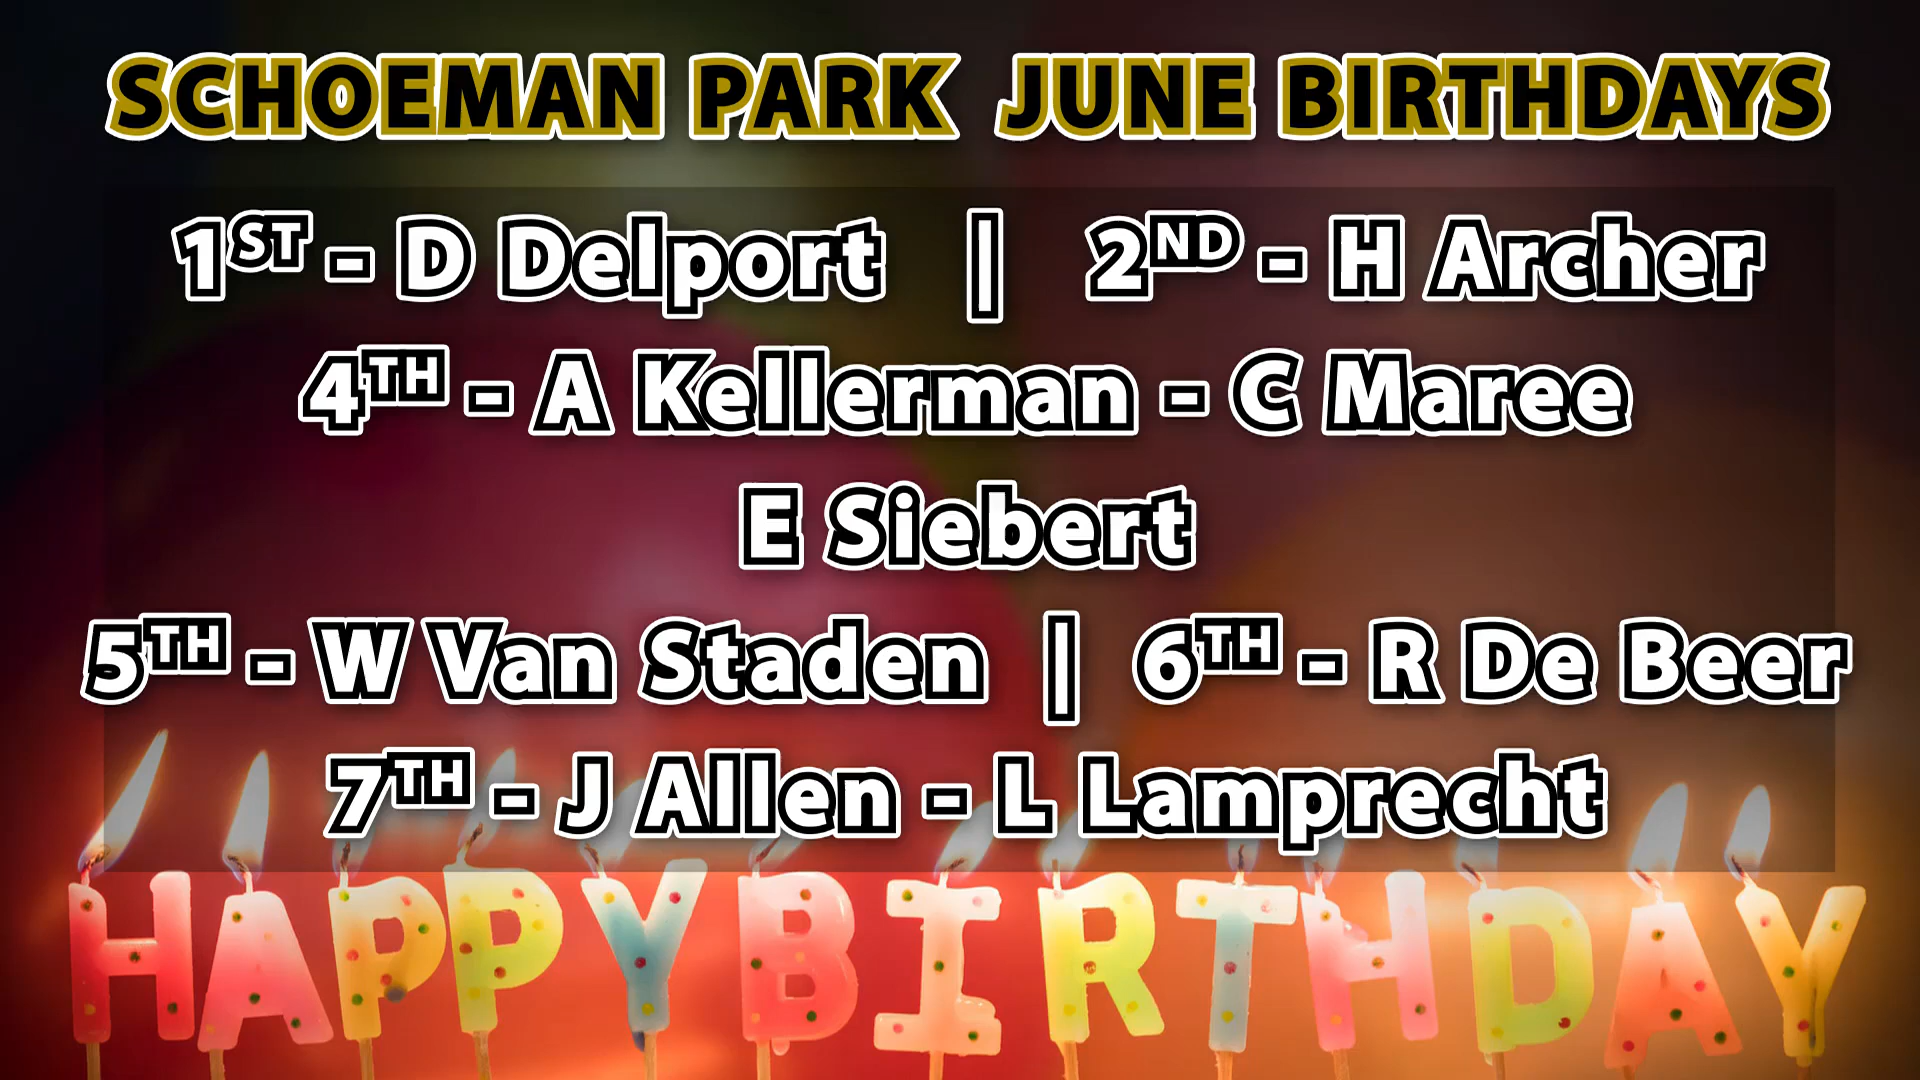 SCHOEMAN PARK JUNE BIRTHDAYS
1ST - D Delport | 2ND - H Archer
4TH - A Kellerman - C Maree
E Siebert
5TH - W Van Staden | 6TH - R De Beer
7TH - J Allen - L Lamprecht
HAPPY BIRTHDAY